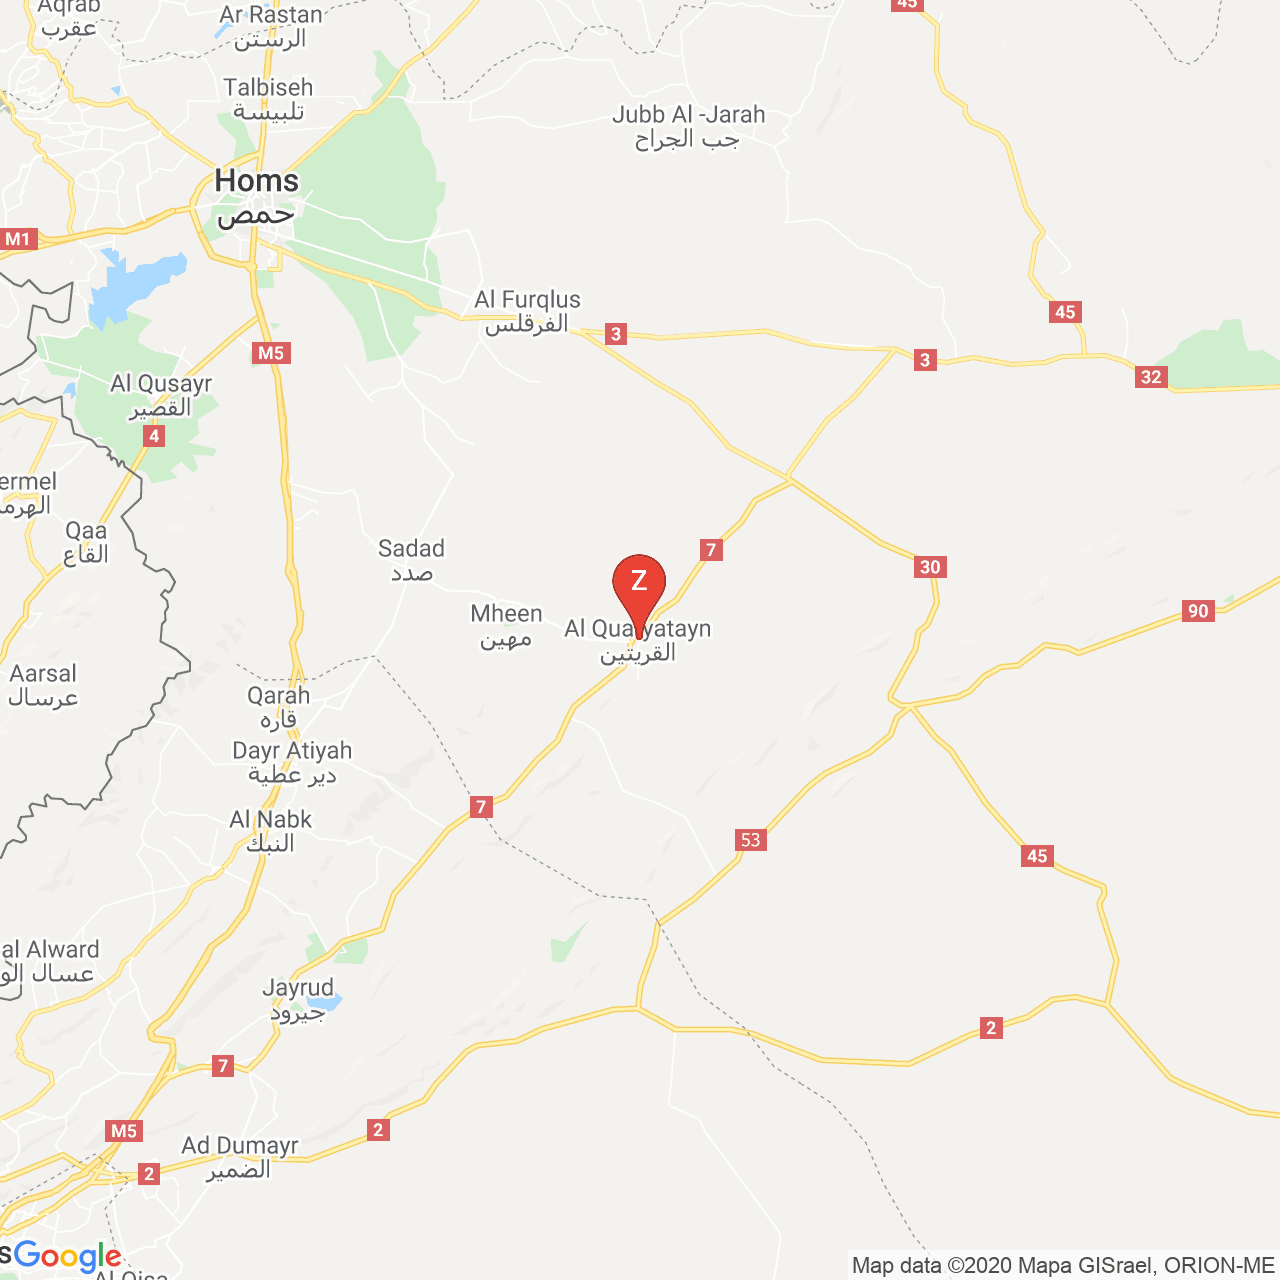 Aqrab
عقرب
Ar Rastan
الرستن
45
Talbiseh
تلبيسة
Jubb Al -Jarah
جب الجراح
Homs
حمص
M1
Al Furqlus
الفرقلس
3
45
M5
3
32
Al Qusayr
القصير
4
ermel
الهرم
Qaa
القاع
Sadad
صدد
7
30
Z
Mheen
مهين
Al Quaryatayn
القريتين
90
Aarsal
عرسال
Qarah
قاره
Dayr Atiyah
دير عطية
7
Al Nabk
النبك
53
45
al Alward
عسال الو
Jayrud
جيرود
2
7
M5
2
Ad Dumayr
الضمير
2
s
Google
Al Qisa
Map data ©2020 Mapa GISrael, ORION-ME